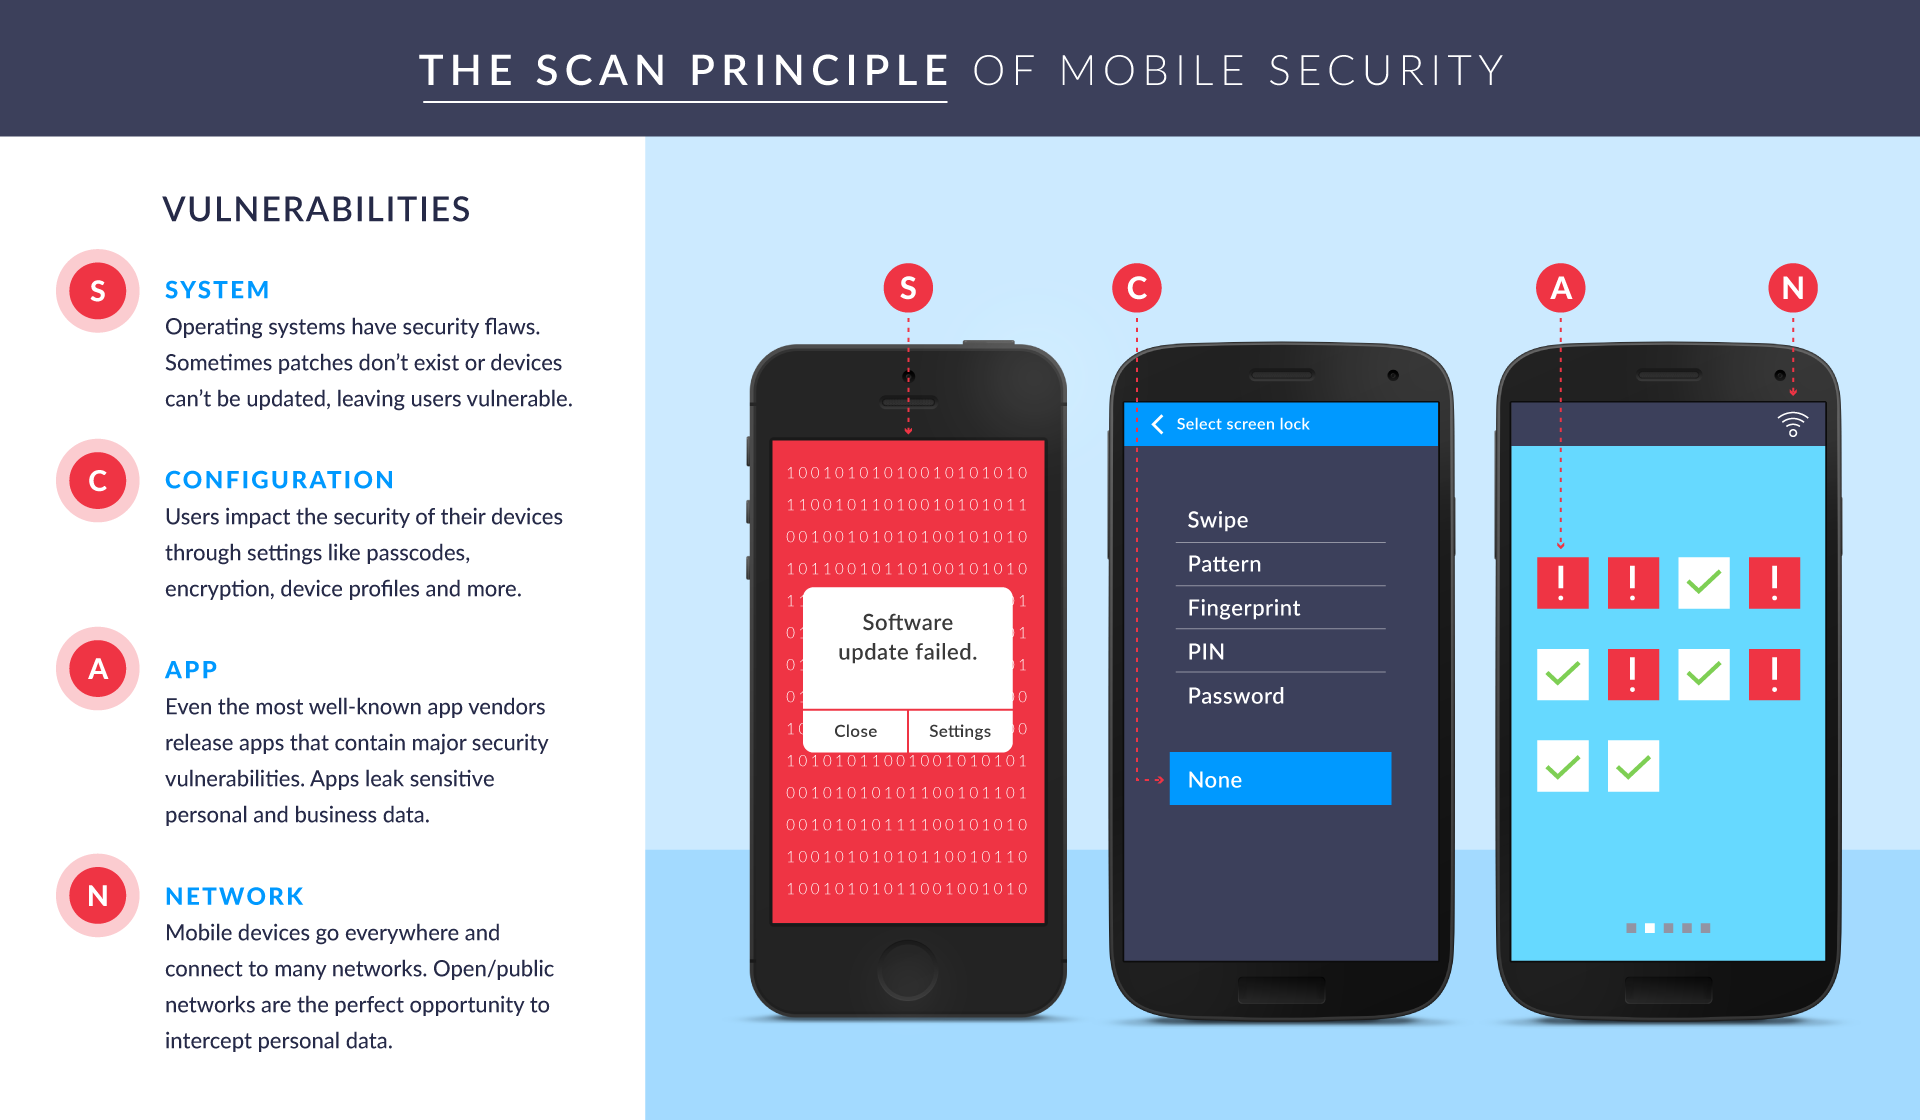 THE SCAN PRINCIPLE OF MOBILE SECURITY
VULNERABILITIES
S
SYSTEM
Operating systems have security flaws.
Sometimes patches don’t exist or devices
can’t be updated, leaving users vulnerable.
C
CONFIGURATION
Users impact the security of their devices
through settings like passcodes,
encryption, device profiles and more.
A
APP
Even the most well-known app vendors
release apps that contain major security
vulnerabilities. Apps leak sensitive
personal and business data.
N
NETWORK
Mobile devices go everywhere and
connect to many networks. Open/public
networks are the perfect opportunity to
intercept personal data.
S
10010101010010101010
11001011010010101011
00100101010100101010
10110010110100101010
Software
update failed.
Close Settings
10101011001001010101
00101010101100101101
00101010111100101010
10010101010110010110
10010101011001001010
C
Select screen lock
Swipe
Pattern
Fingerprint
PIN
Password
None
A
N
! ! !
! !